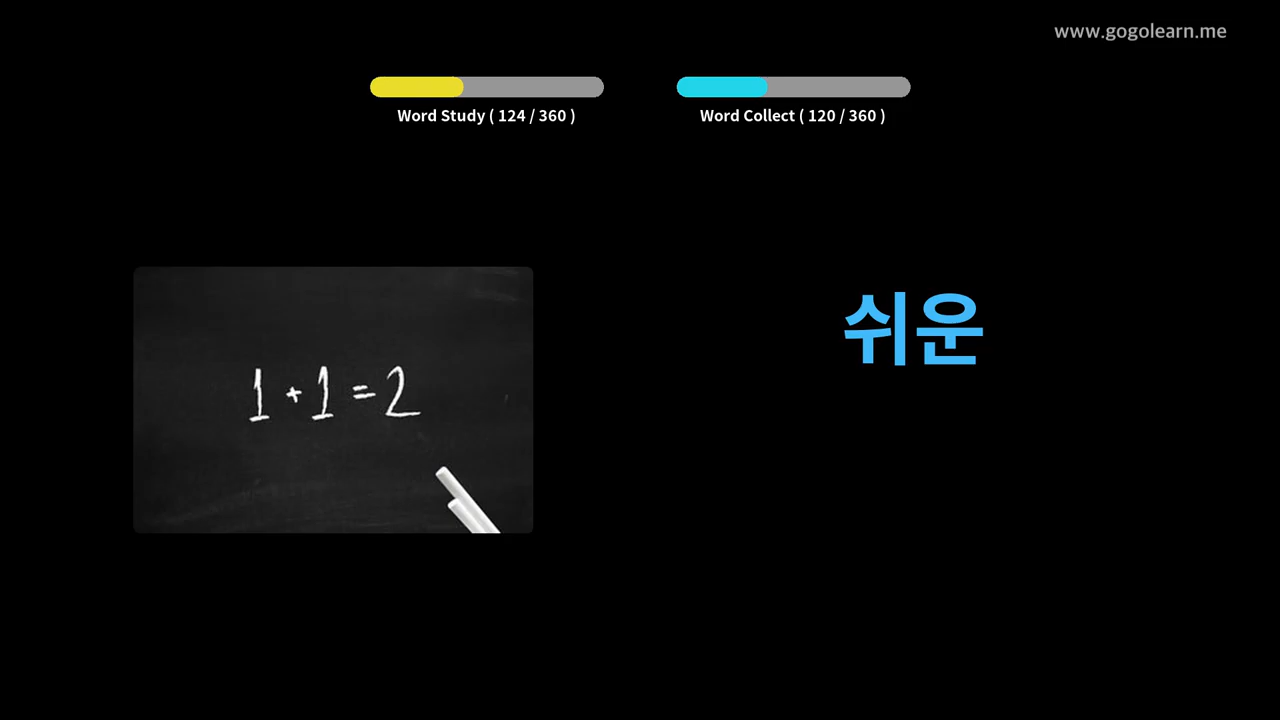 www.gogolearn.me
Word Study ( 124 / 360 )
Word Collect ( 120 / 360 )
쉬운
1 + 1 = 2